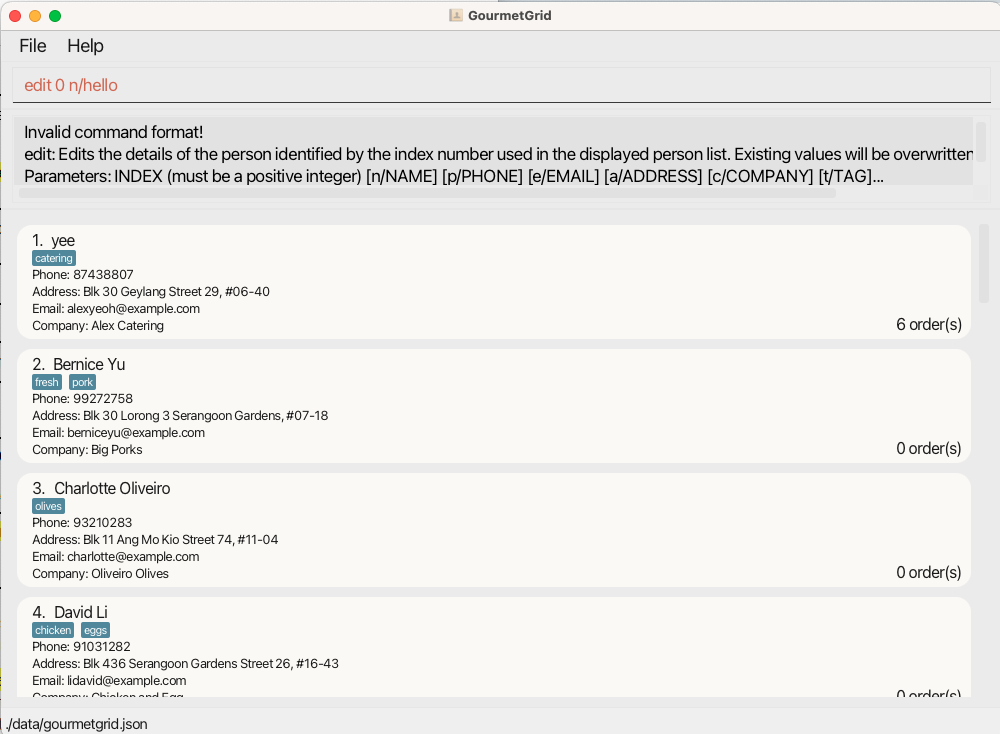 GourmetGrid
File Help
edit 0 n/hello
Invalid command format!
edit: Edits the details of the person identified by the index number used in the displayed person list. Existing values will be overwritten
Parameters: INDEX (must be a positive integer) [n/NAME] [p/PHONE] [e/EMAIL] [a/ADDRESS] [c/COMPANY] [t/TAG]...
1. yee
catering
Phone: 87438807
Address: Blk 30 Geylang Street 29, #06-40
Email: alexyeoh@example.com
Company: Alex Catering
6 order(s)
2. Bernice Yu
fresh pork
Phone: 99272758
Address: Blk 30 Lorong 3 Serangoon Gardens, #07-18
Email: berniceyu@example.com
Company: Big Porks
0 order(s)
3. Charlotte Oliveiro
olives
Phone: 93210283
Address: Blk 11 Ang Mo Kio Street 74, #11-04
Email: charlotte@example.com
Company: Oliveiro Olives
0 order(s)
4. David Li
chicken eggs
Phone: 91031282
Address: Blk 436 Serangoon Gardens Street 26, #16-43
Email: lidavid@example.com
Company: Chicken and Egg
0 order(s)
./data/gourmetgrid.json